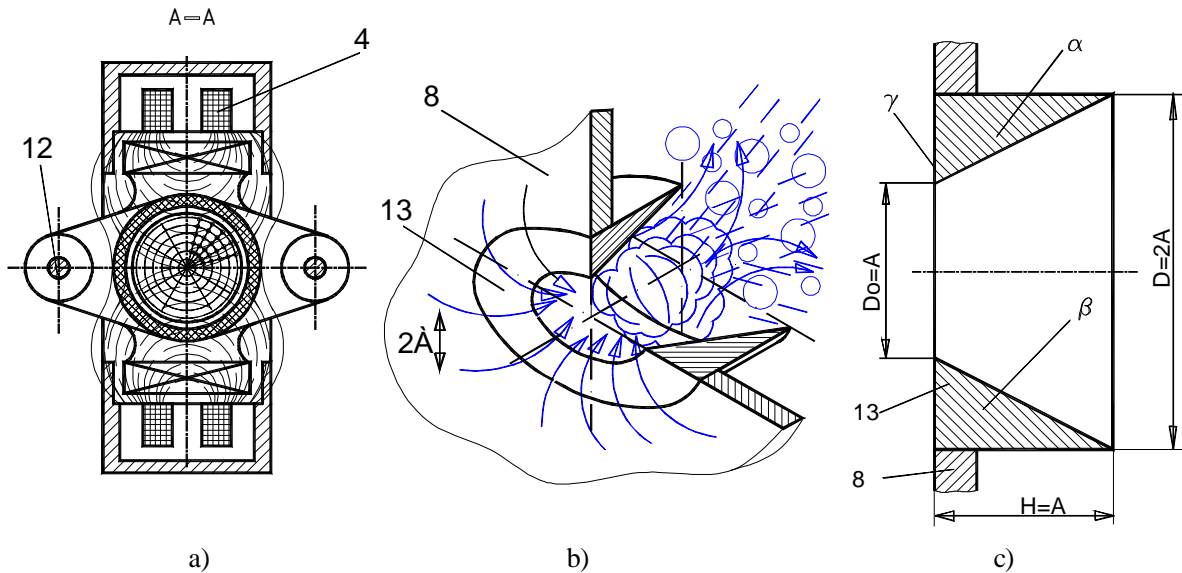 A–A
4
12
a)
8
13
2À
b)
α
γ
Do=A
D=2A
β
13
8
H=A
c)